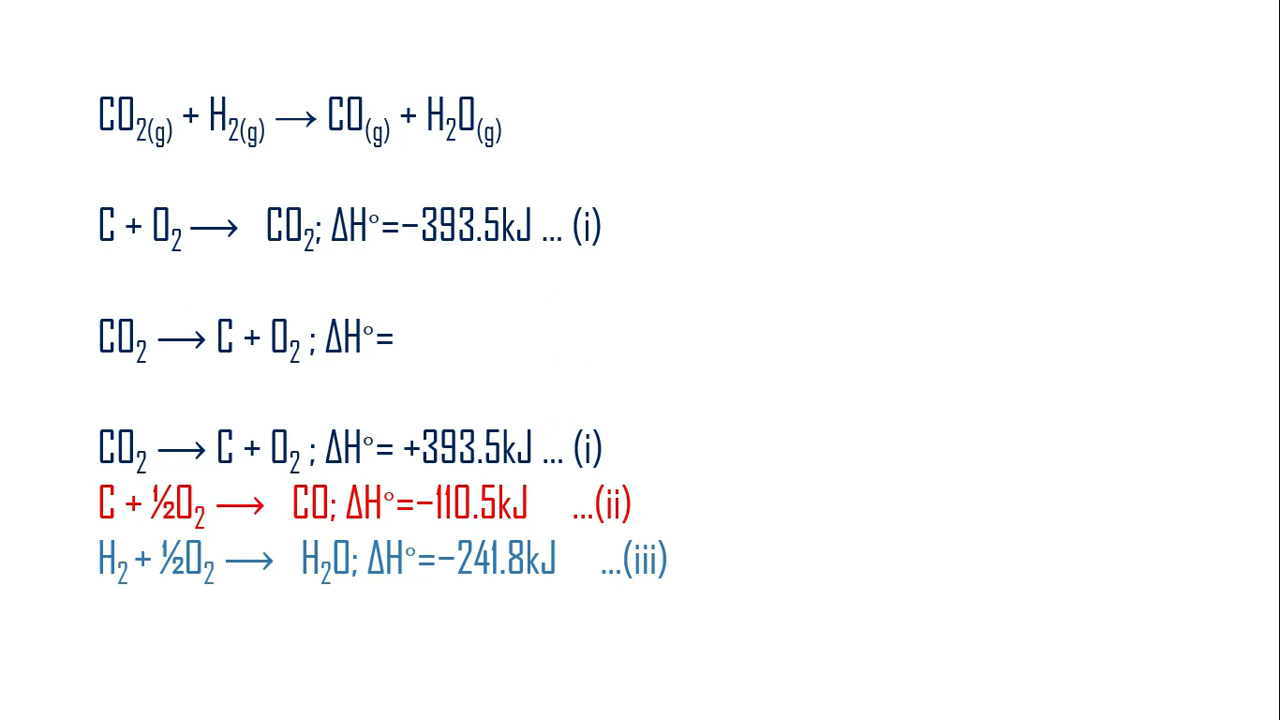 CO₂(g) + H₂(g) ⟶ CO(g) + H₂O(g)
C + O₂ ⟶ CO₂; ΔH°=−393.5kJ ... (i)
CO₂ ⟶ C + O₂ ; ΔH°=
CO₂ ⟶ C + O₂ ; ΔH°= +393.5kJ ... (i)
C + ½O₂ ⟶ CO; ΔH°=−110.5kJ ...(ii)
H₂ + ½O₂ ⟶ H₂O; ΔH°=−241.8kJ ...(iii)